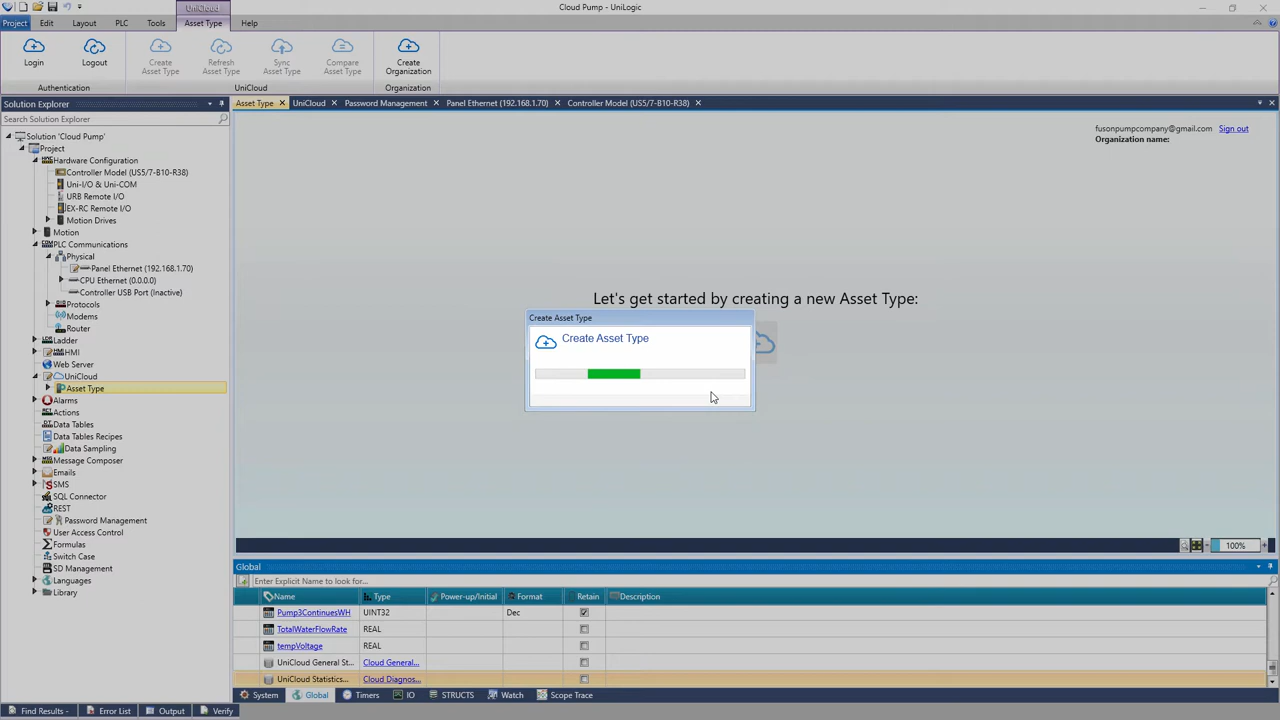 UniCloud
Cloud Pump - UniLogic
Project Edit Layout PLC Tools Asset Type Help
Login
Logout
Create Asset Type
Refresh Asset Type
Sync Asset Type
Compare Asset Type
Create Organization
Authentication
UniCloud
Organization
Solution Explorer
Search Solution Explorer
Solution 'Cloud Pump'
Project
Hardware Configuration
Controller Model (US5/7-B10-R38)
Uni-I/O & Uni-COM
URB Remote I/O
EX-RC Remote I/O
Motion Drives
Motion
PLC Communications
Physical
Panel Ethernet (192.168.1.70)
CPU Ethernet (0.0.0.0)
Controller USB Port (Inactive)
Protocols
Modems
Router
Ladder
HMI
Web Server
UniCloud
Asset Type
Alarms
Actions
Data Tables
Data Tables Recipes
Data Sampling
Message Composer
Emails
SMS
SQL Connector
REST
Password Management
User Access Control
Formulas
Switch Case
SD Management
Languages
Library
Asset Type UniCloud Password Management Panel Ethernet (192.168.1.70) Controller Model (US5/7-B10-R38)
fusonpumpcompany@gmail.com Sign out
Organization name:
Let's get started by creating a new Asset Type:
Create Asset Type
Create Asset Type
100%
Global
Enter Explicit Name to look for...
Name Type Power-up/Initial Format Retain Description
Pump3ContinuesWH UINT32 Dec
TotalWaterFlowRate REAL
tempVoltage REAL
UniCloud General St... Cloud General...
UniCloud Statistics... Cloud Diagnos...
System Global Timers IO STRUCTS Watch Scope Trace
Find Results - Error List Output Verify